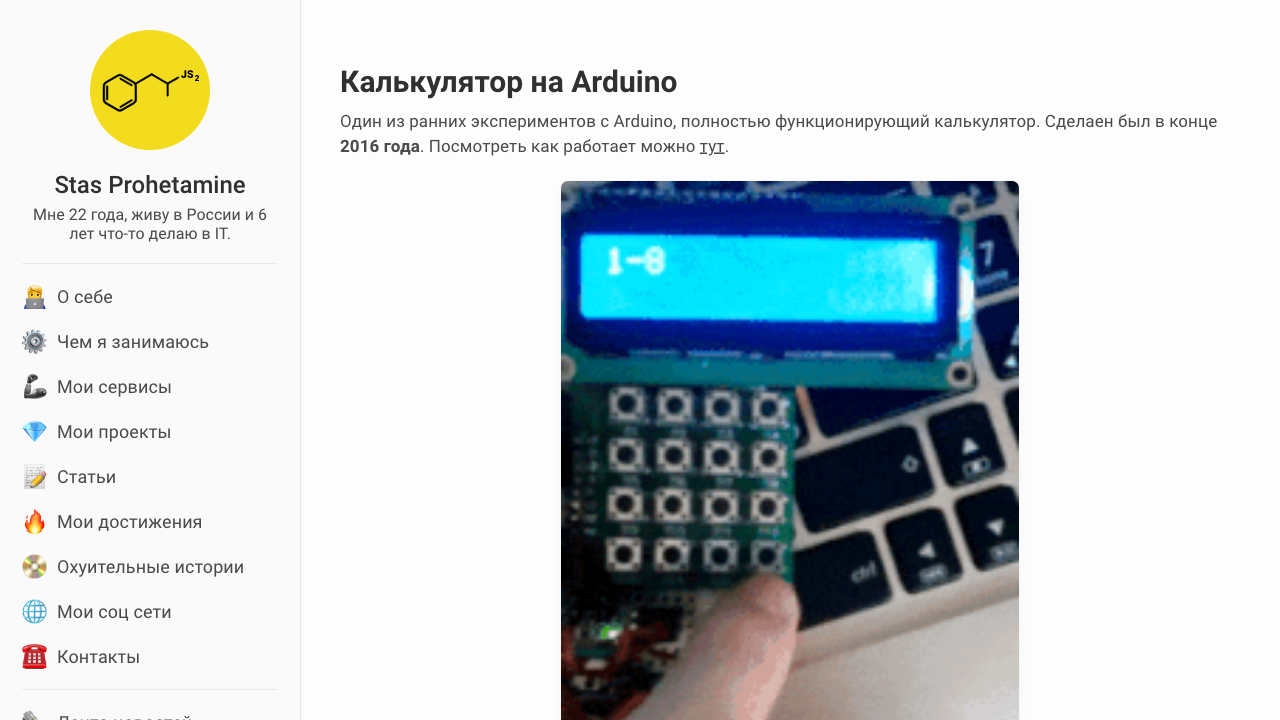 JS2
Stas Prohetamine
Мне 22 года, живу в России и 6
лет что-то делаю в IT.
О себе
Чем я занимаюсь
Мои сервисы
Мои проекты
Статьи
Мои достижения
Охуительные истории
Мои соц сети
Контакты
Калькулятор на Arduino
Один из ранних экспериментов с Arduino, полностью функционирующий калькулятор. Сделаен был в конце
2016 года. Посмотреть как работает можно тут.
1-8
7
ctrl